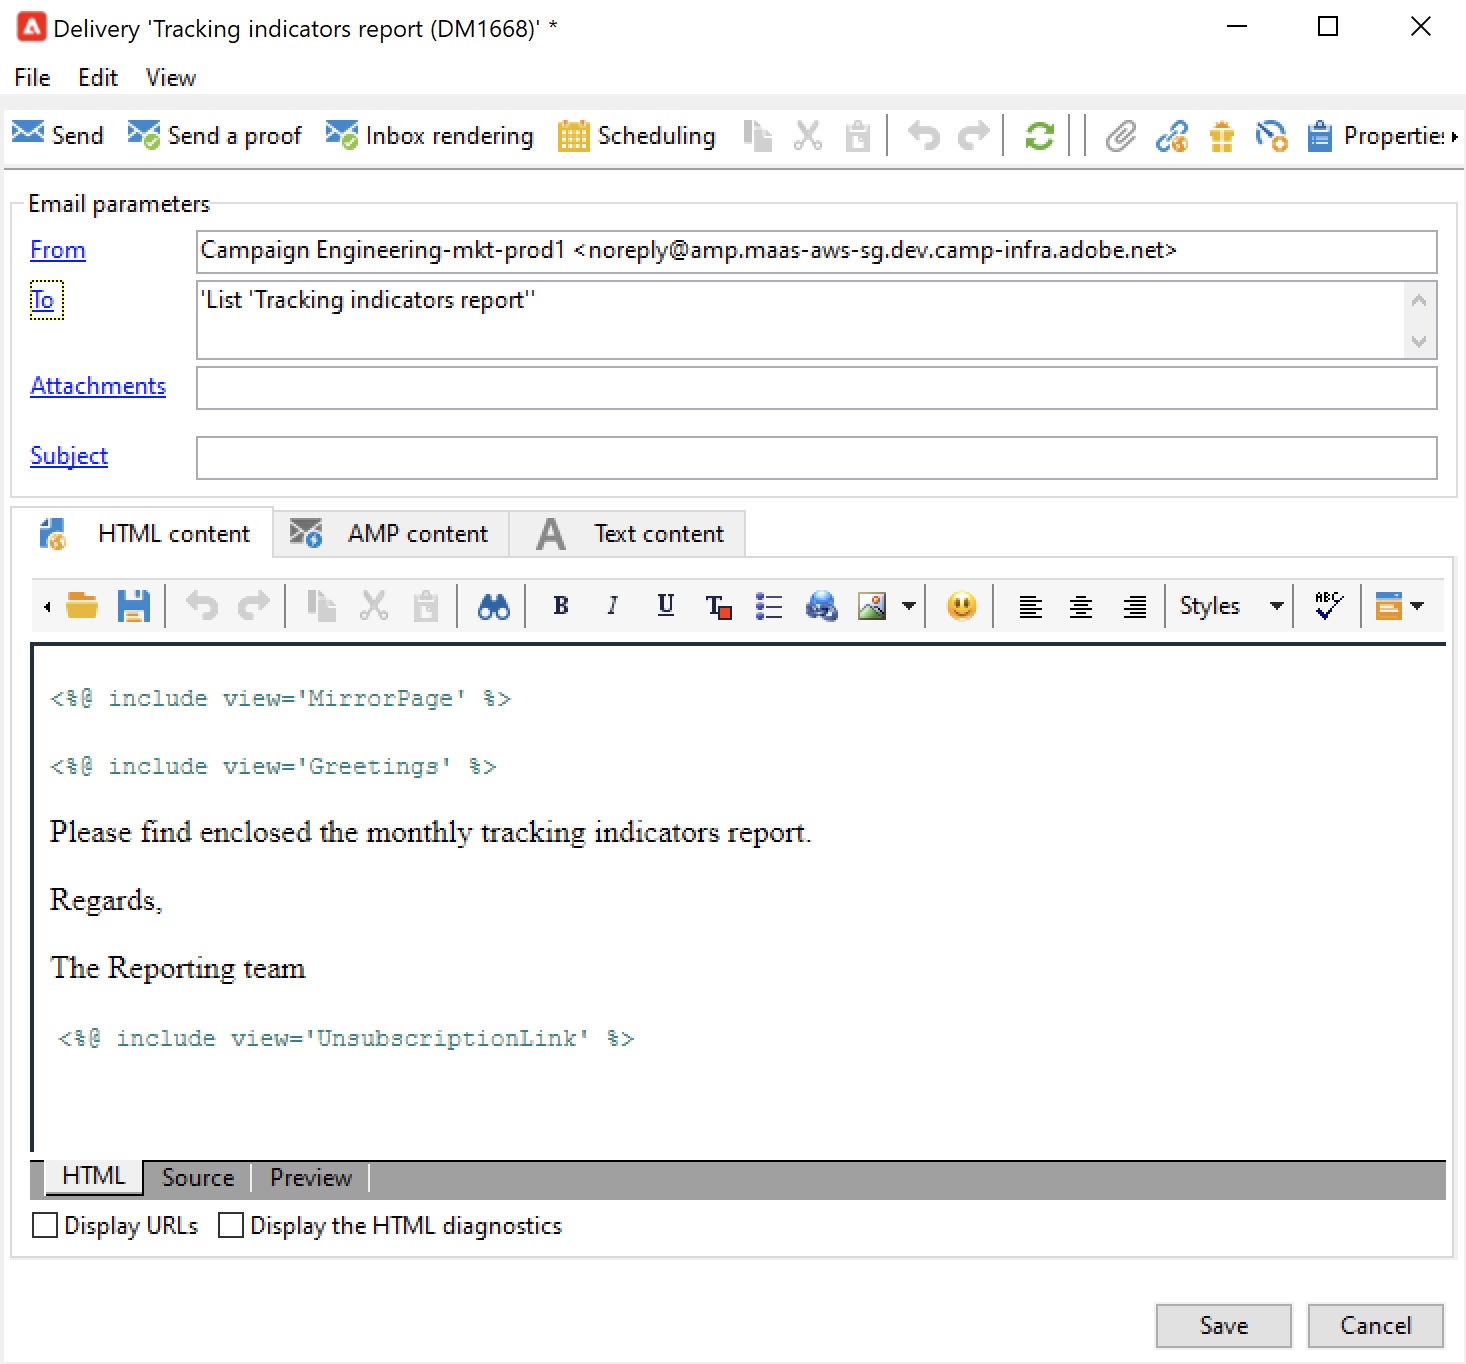 Delivery 'Tracking indicators report (DM1668)' *
File Edit View
Send Send a proof Inbox rendering Scheduling Properties
Email parameters
From Campaign Engineering-mkt-prod1 <noreply@amp.maas-aws-sg.dev.camp-infra.adobe.net>
To 'List 'Tracking indicators report''
Attachments
Subject
HTML content AMP content Text content
B I U T Styles ABC
<%@ include view='MirrorPage' %>
<%@ include view='Greetings' %>
Please find enclosed the monthly tracking indicators report.
Regards,
The Reporting team
<%@ include view='UnsubscriptionLink' %>
HTML Source Preview
Display URLs Display the HTML diagnostics
Save Cancel